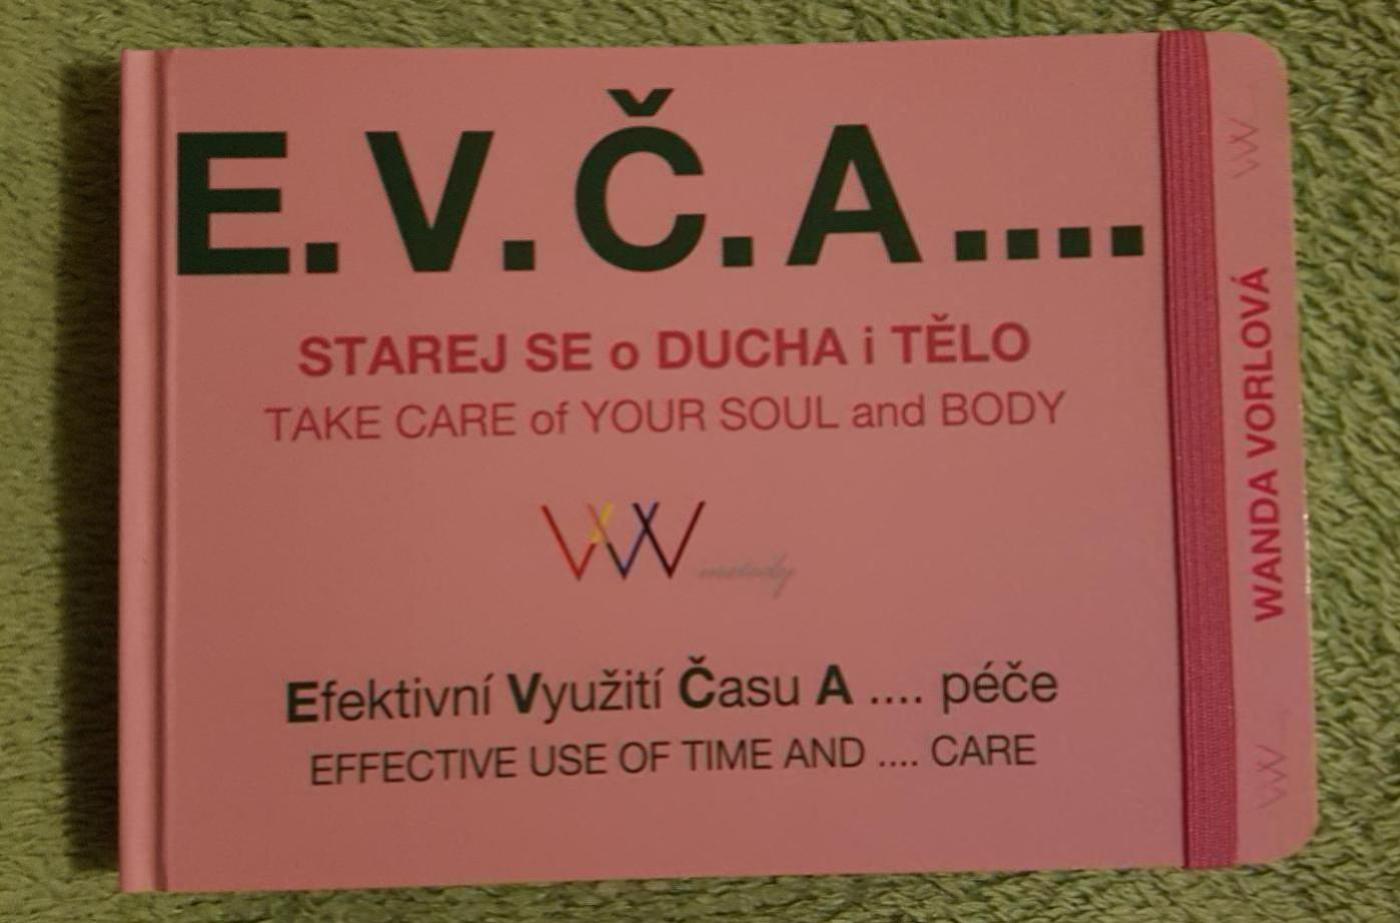 E.V.Č.A....
STAREJ SE o DUCHA i TĚLO
TAKE CARE of YOUR SOUL and BODY
VVV
Efektivní Využití Času A .... péče
EFFECTIVE USE OF TIME AND .... CARE
WANDA VORLOVÁ